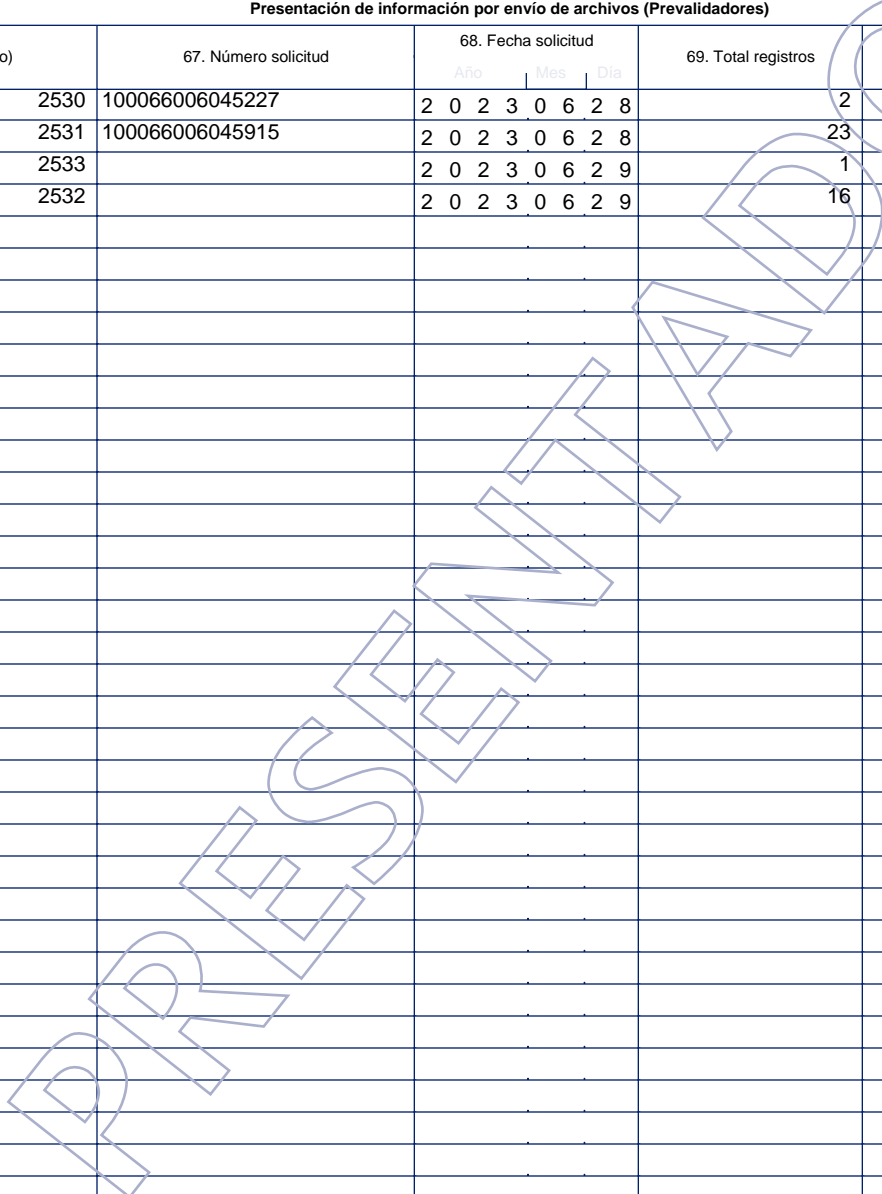 Presentación de información por envío de archivos (Prevalidadores)
o) 67. Número solicitud 68. Fecha solicitud 69. Total registros
Año Mes Día
2530 100066006045227 2 0 2 3 0 6 2 8 2
2531 100066006045915 2 0 2 3 0 6 2 8 23
2533 2 0 2 3 0 6 2 9 1
2532 2 0 2 3 0 6 2 9 16
PRESENTADO